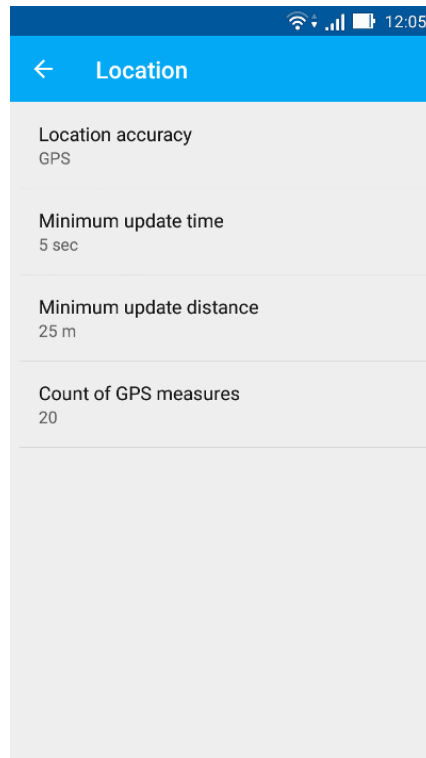 12:05
Location
Location accuracy
GPS
Minimum update time
5 sec
Minimum update distance
25 m
Count of GPS measures
20